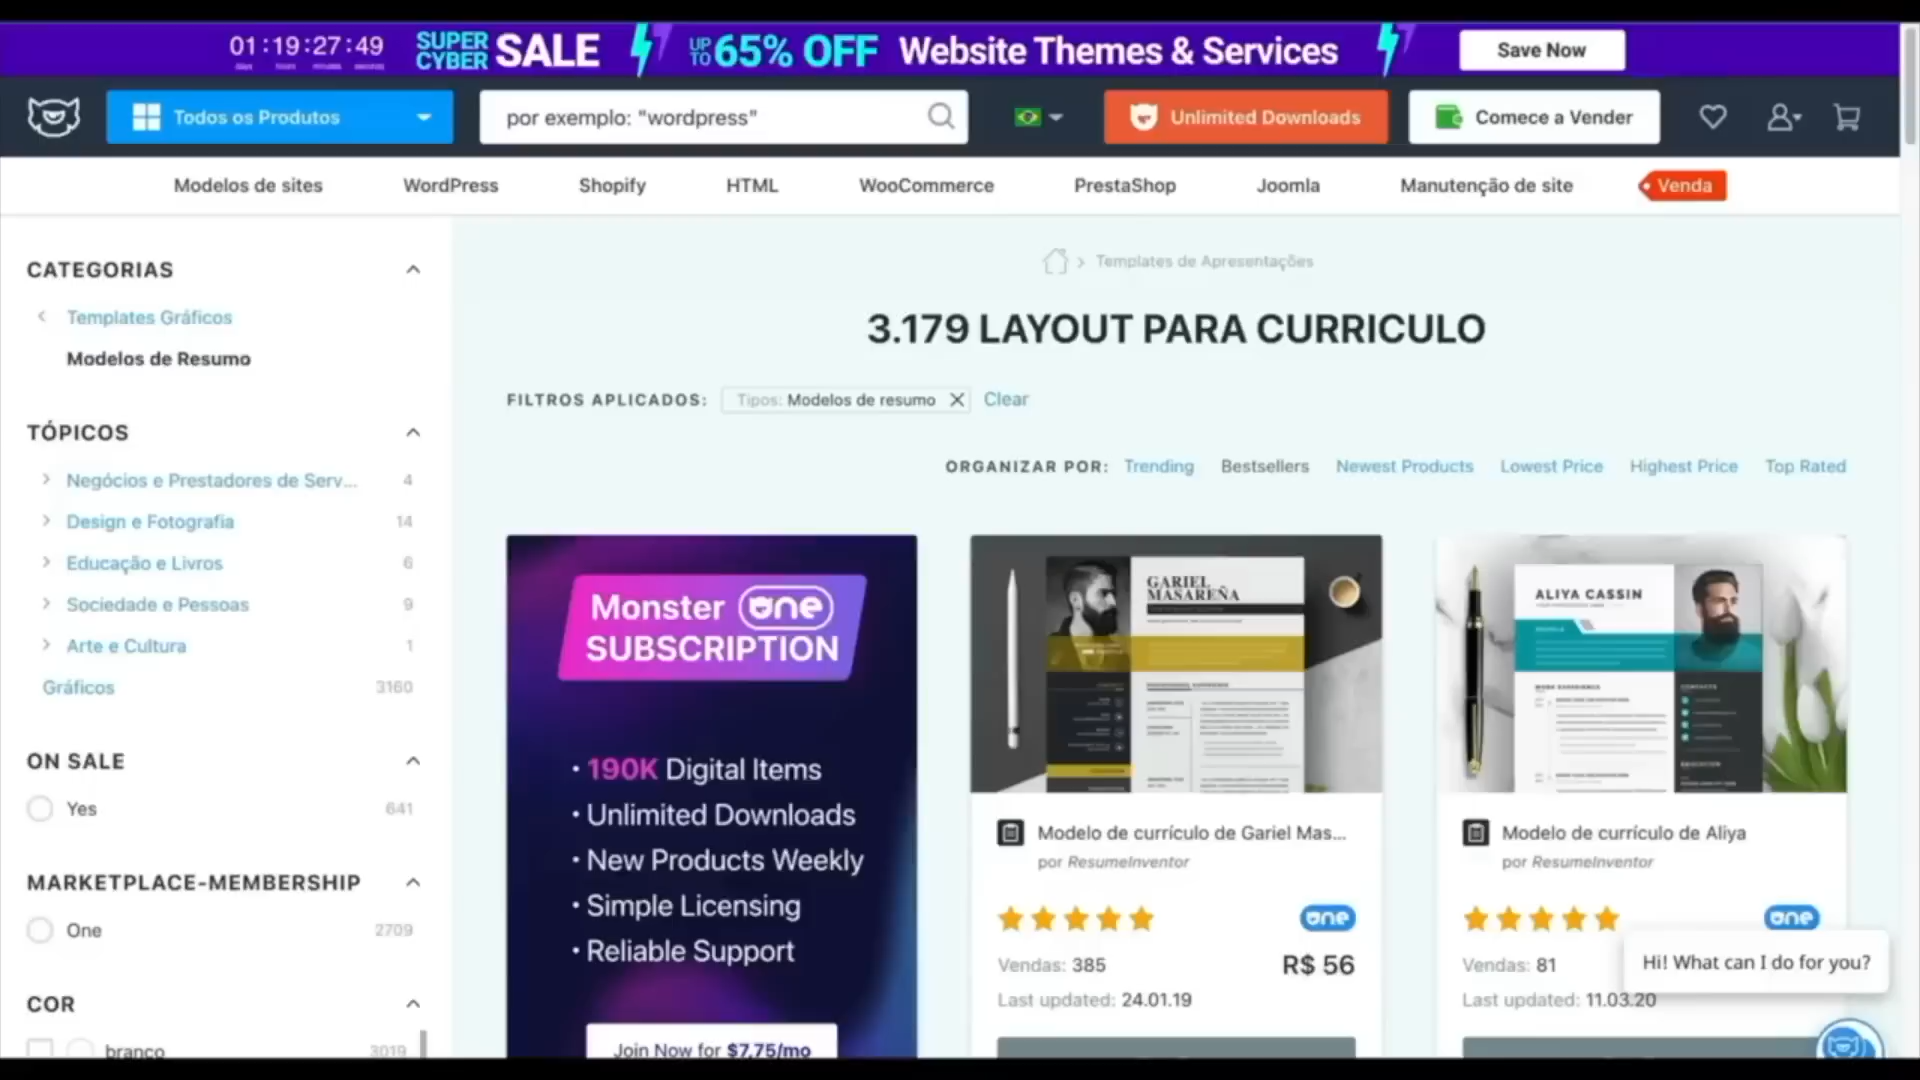 01:19:27:49
SUPER CYBER SALE
UP TO 65% OFF Website Themes & Services
Save Now
Todos os Produtos
por exemplo: "wordpress"
Unlimited Downloads
Comece a Vender
Modelos de sites
WordPress
Shopify
HTML
WooCommerce
PrestaShop
Joomla
Manutenção de site
Venda
CATEGORIAS
Templates Gráficos
Modelos de Resumo
TÓPICOS
Negócios e Prestadores de Serv... 4
Design e Fotografia 14
Educação e Livros 6
Sociedade e Pessoas 9
Arte e Cultura 1
Gráficos 3160
ON SALE
Yes 641
MARKETPLACE-MEMBERSHIP
One 2709
COR
branco 3019
Templates de Apresentações
3.179 LAYOUT PARA CURRICULO
FILTROS APLICADOS: Tipos: Modelos de resumo Clear
ORGANIZAR POR: Trending Bestsellers Newest Products Lowest Price Highest Price Top Rated
Monster one
SUBSCRIPTION
• 190K Digital Items
• Unlimited Downloads
• New Products Weekly
• Simple Licensing
• Reliable Support
Join Now for $7,75/mo
GARIEL
MASAREÑA
Modelo de currículo de Gariel Mas...
por ResumeInventor
one
Vendas: 385
R$ 56
Last updated: 24.01.19
ALIYA CASSIN
Modelo de currículo de Aliya
por ResumeInventor
one
Vendas: 81
Last updated: 11.03.20
Hi! What can I do for you?